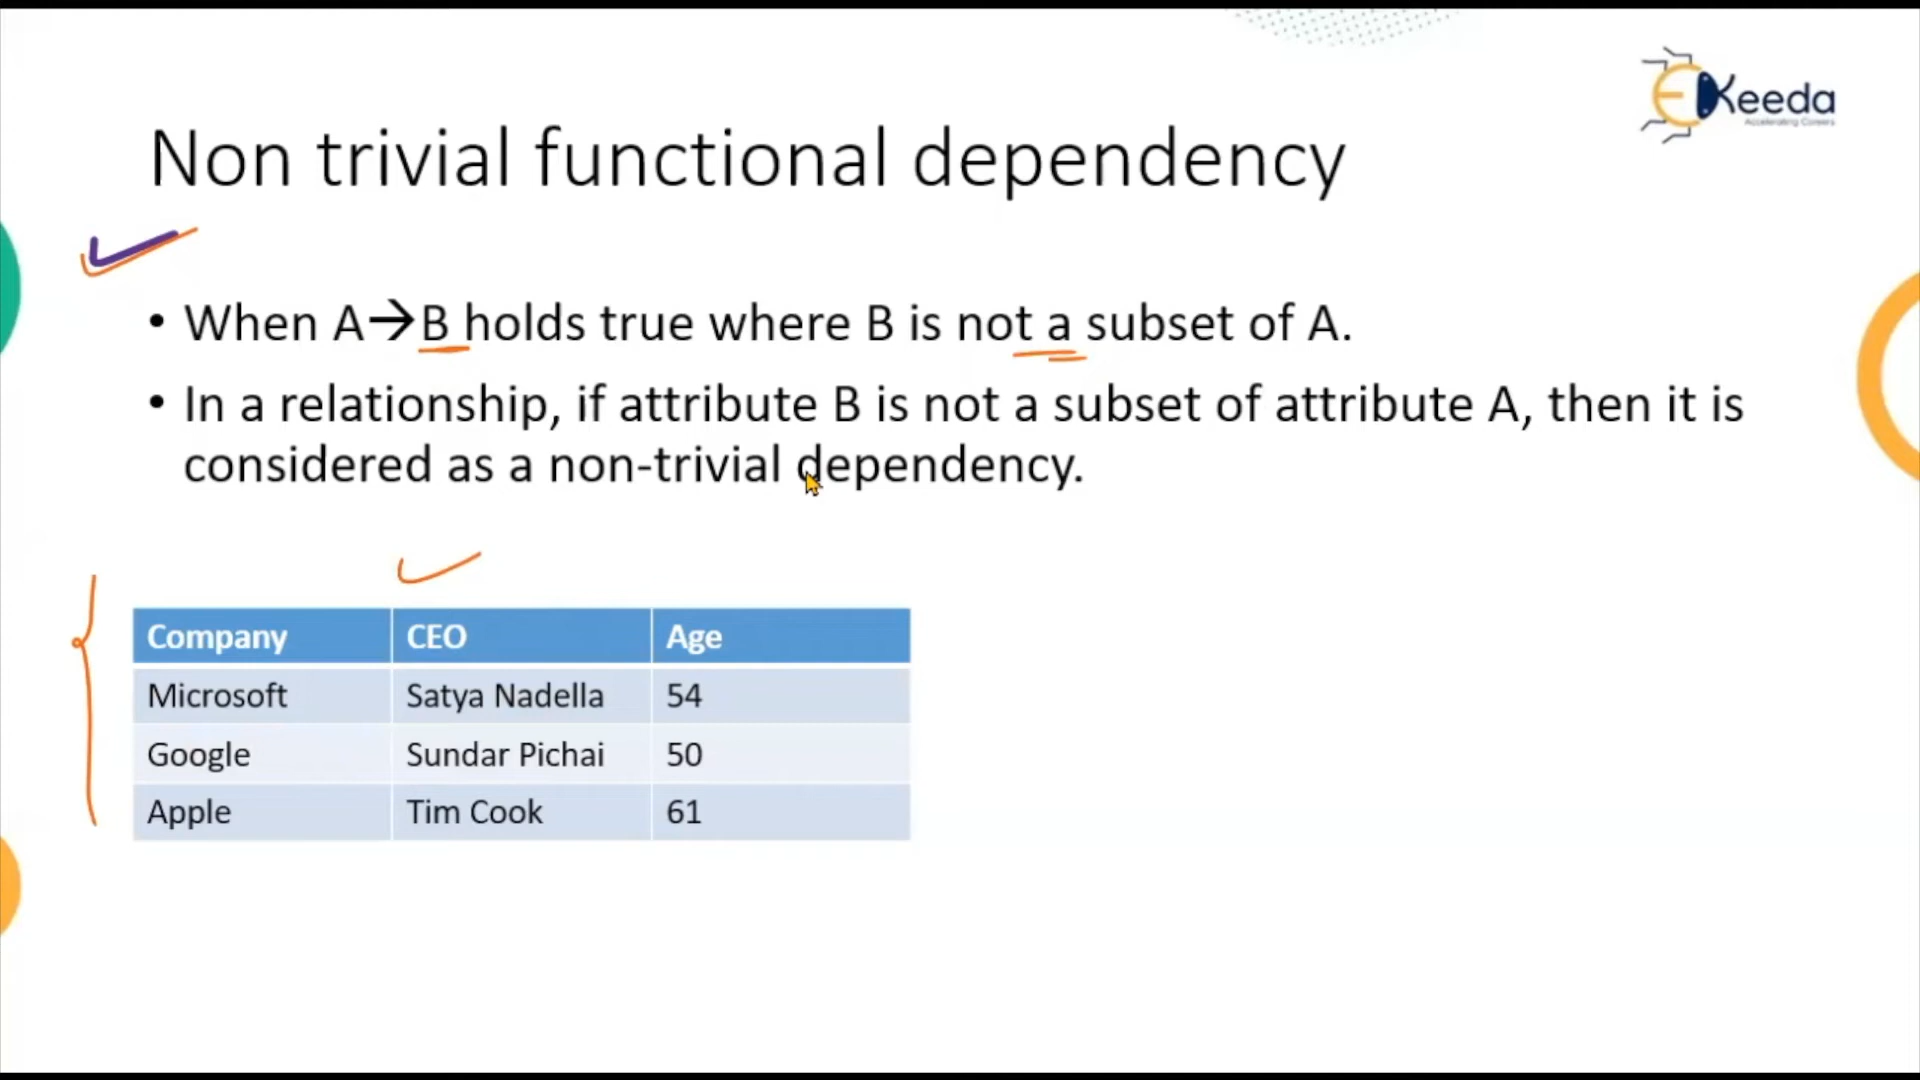 Keeda
Accelerating Careers
Non trivial functional dependency
• When A→B holds true where B is not a subset of A.
• In a relationship, if attribute B is not a subset of attribute A, then it is
considered as a non-trivial dependency.
Company CEO Age
Microsoft Satya Nadella 54
Google Sundar Pichai 50
Apple Tim Cook 61